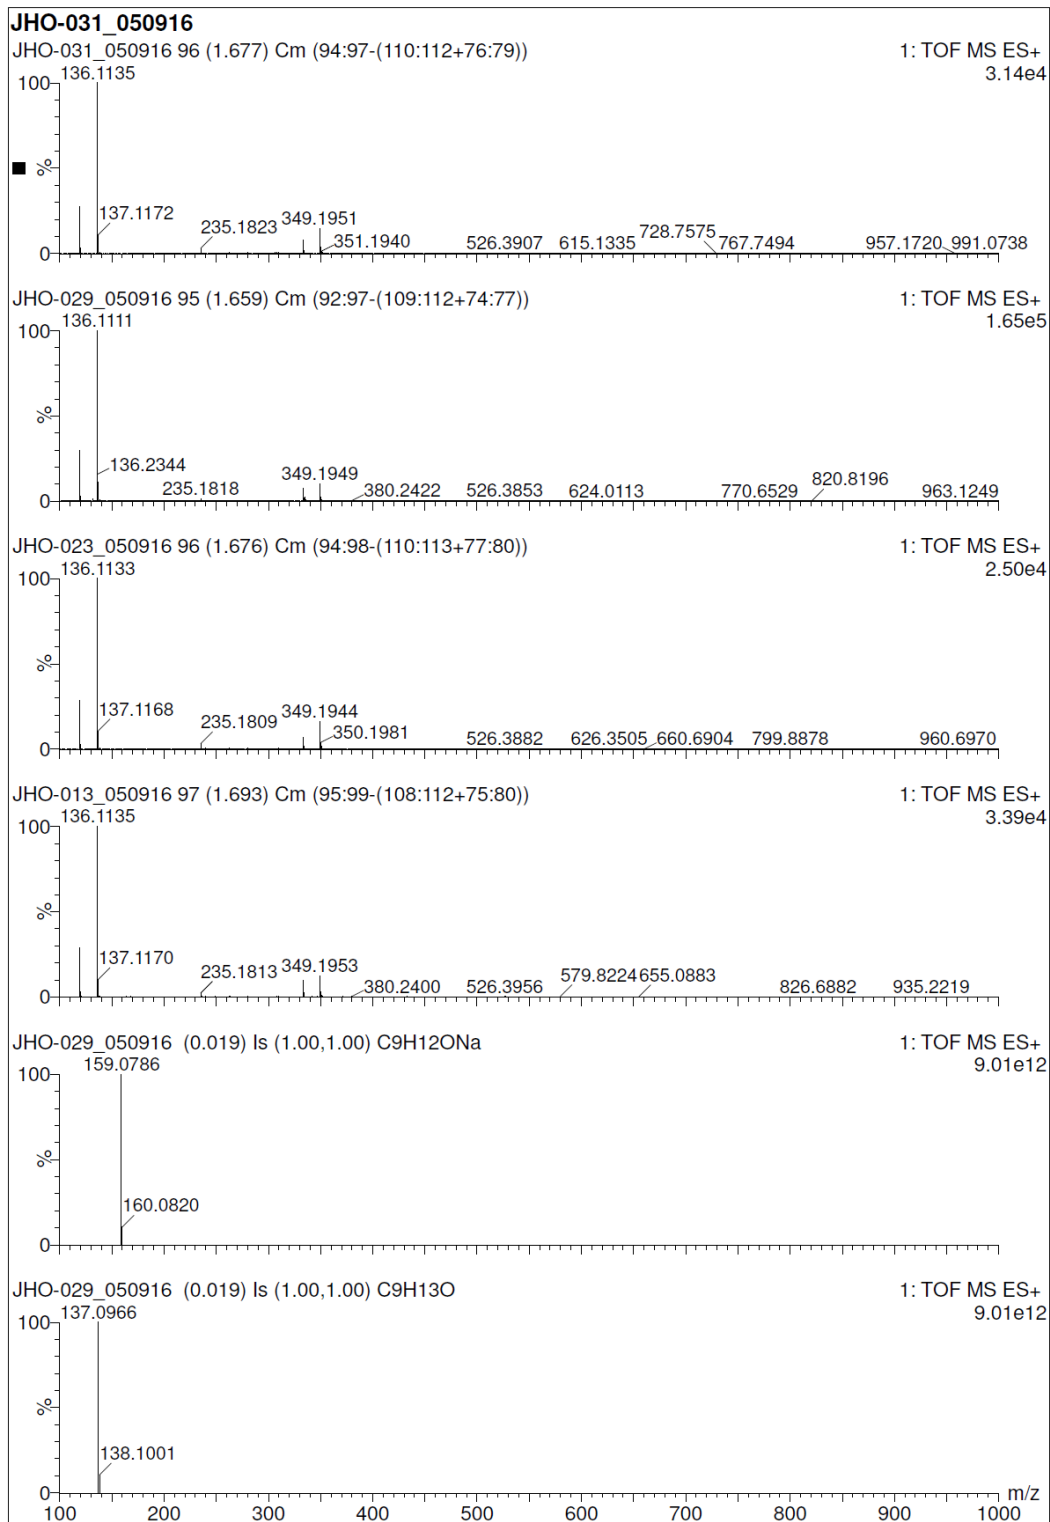 JHO-031_050916
JHO-031_050916 96 (1.677) Cm (94:97-(110:112+76:79)) 1: TOF MS ES+
136.1135 3.14e4
100
%
137.1172 235.1823 349.1951 351.1940 526.3907 615.1335 728.7575 767.7494 957.1720 991.0738
0
JHO-029_050916 95 (1.659) Cm (92:97-(109:112+74:77)) 1: TOF MS ES+
136.1111 1.65e5
100
%
136.2344 235.1818 349.1949 380.2422 526.3853 624.0113 770.6529 820.8196 963.1249
0
JHO-023_050916 96 (1.676) Cm (94:98-(110:113+77:80)) 1: TOF MS ES+
136.1133 2.50e4
100
%
137.1168 235.1809 349.1944 350.1981 526.3882 626.3505 660.6904 799.8878 960.6970
0
JHO-013_050916 97 (1.693) Cm (95:99-(108:112+75:80)) 1: TOF MS ES+
136.1135 3.39e4
100
%
137.1170 235.1813 349.1953 380.2400 526.3956 579.8224 655.0883 826.6882 935.2219
0
JHO-029_050916 (0.019) Is (1.00,1.00) C9H12ONa 1: TOF MS ES+
159.0786 9.01e12
100
%
160.0820
0
JHO-029_050916 (0.019) Is (1.00,1.00) C9H13O 1: TOF MS ES+
137.0966 9.01e12
100
%
138.1001
0 m/z
100 200 300 400 500 600 700 800 900 1000